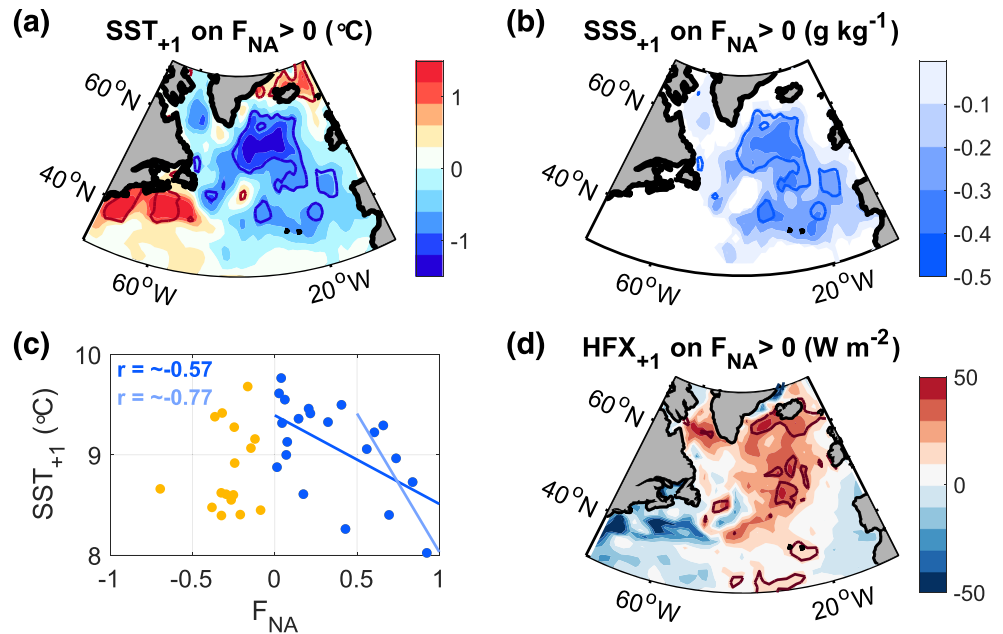 (a) SST+1 on FNA > 0 (°C)
60°N
40°N
60°W
20°W
1
0
-1
(b) SSS+1 on FNA > 0 (g kg-1)
60°N
40°N
60°W
20°W
-0.1
-0.2
-0.3
-0.4
-0.5
(c)
r = ~-0.57
r = ~-0.77
SST+1 (°C)
10
9
8
-1
-0.5
0
0.5
1
FNA
(d) HFX+1 on FNA > 0 (W m-2)
60°N
40°N
60°W
20°W
50
0
-50